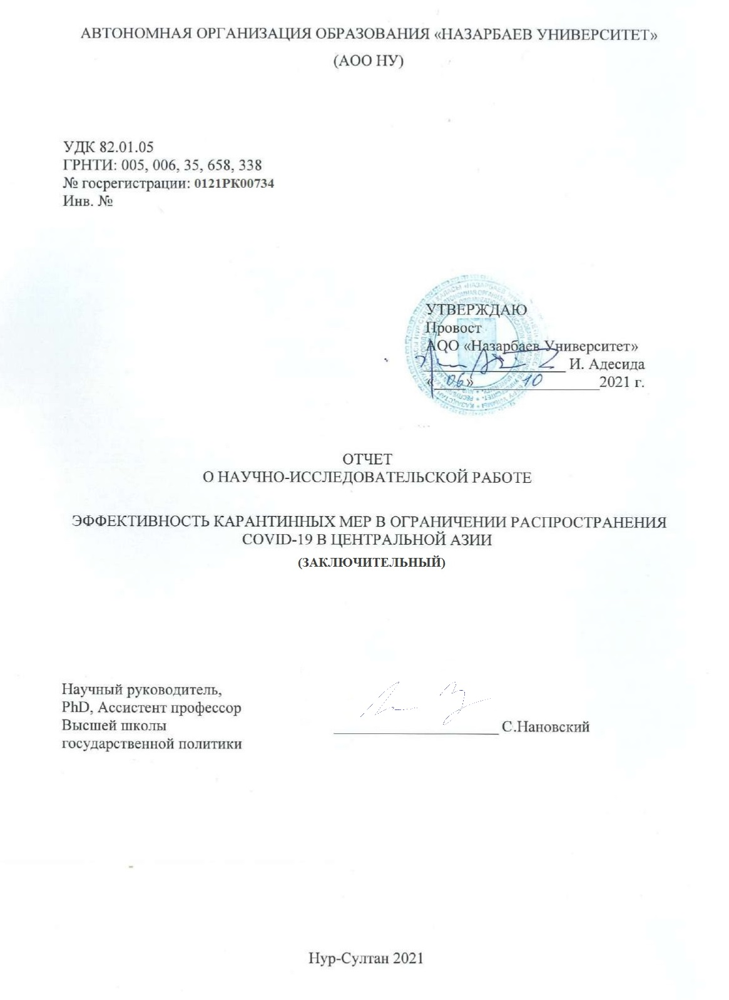 АВТОНОМНАЯ ОРГАНИЗАЦИЯ ОБРАЗОВАНИЯ «НАЗАРБАЕВ УНИВЕРСИТЕТ»
(АОО НУ)
УДК 82.01.05
ГРНТИ: 005, 006, 35, 658, 338
№ госрегистрации: 0121РК00734
Инв. №
УТВЕРЖДАЮ
Провост
АОО «Назарбаев Университет»
И. Адесида
«06» 10 2021 г.
ОТЧЕТ
О НАУЧНО-ИССЛЕДОВАТЕЛЬСКОЙ РАБОТЕ
ЭФФЕКТИВНОСТЬ КАРАНТИННЫХ МЕР В ОГРАНИЧЕНИИ РАСПРОСТРАНЕНИЯ
COVID-19 В ЦЕНТРАЛЬНОЙ АЗИИ
(ЗАКЛЮЧИТЕЛЬНЫЙ)
Научный руководитель,
PhD, Ассистент профессор
Высшей школы
государственной политики
С.Нановский
Нур-Султан 2021